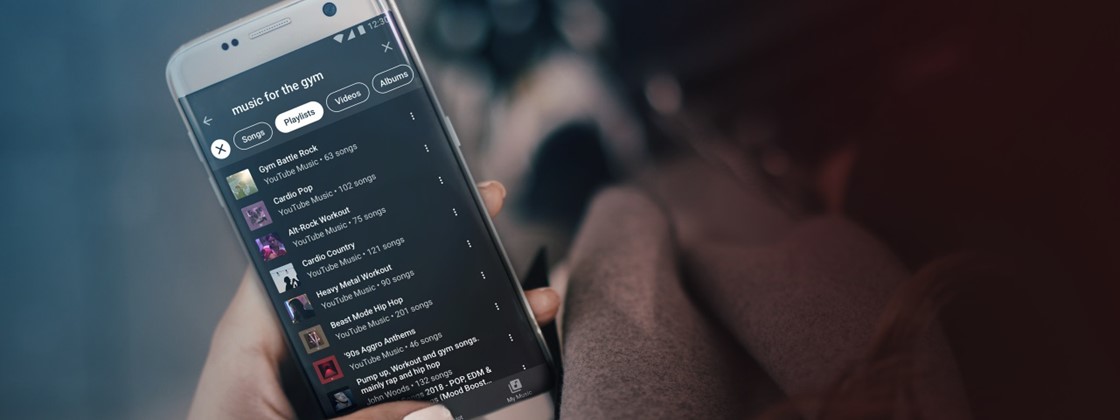 12:30
music for the gym
Songs
Playlists
Videos
Albums
Gym Battle Rock
YouTube Music • 63 songs
Cardio Pop
YouTube Music • 102 songs
Alt-Rock Workout
YouTube Music • 75 songs
Cardio Country
YouTube Music • 121 songs
Heavy Metal Workout
YouTube Music • 90 songs
Beast Mode Hip Hop
YouTube Music • 201 songs
'90s Aggro Anthems
YouTube Music • 46 songs
Pump up, Workout and gym songs.
mainly rap and hip hop
John Woods • 132 songs
2018 - POP, EDM &
(Mood Boost...
My Music